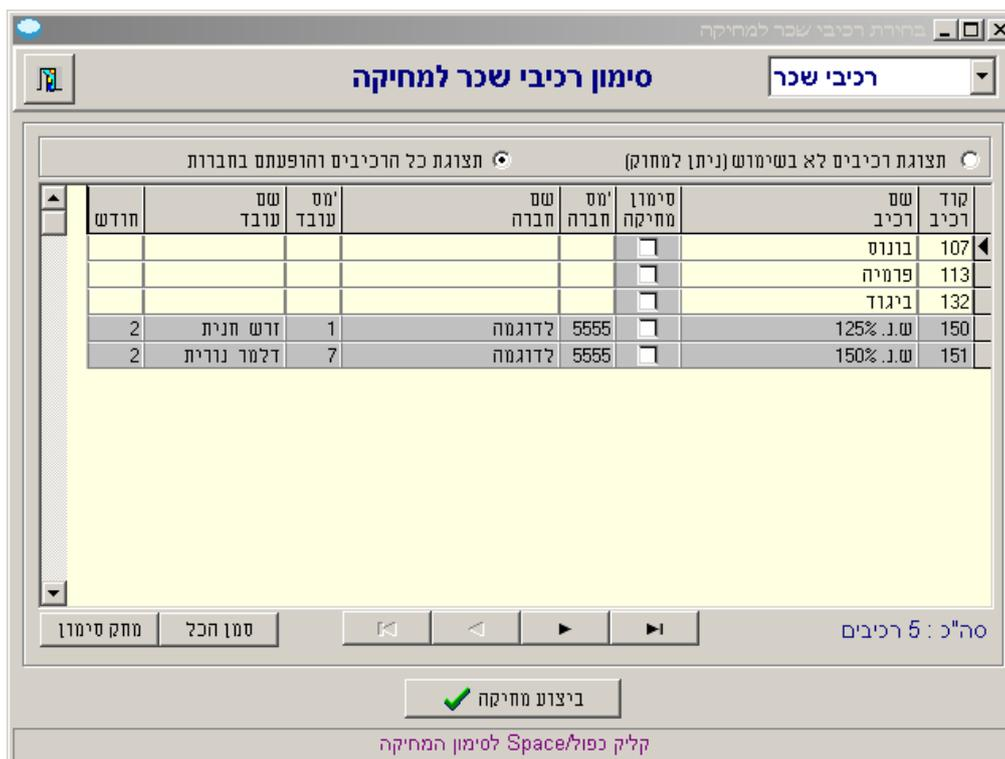 בחירת רכיבי שכר למחיקה
רכיבי שכר
סימון רכיבי שכר למחיקה
תצוגת רכיבים לא בשימוש (ניתן למחוק)
תצוגת כל הרכיבים והופעתם בחברות
קוד רכיב שם רכיב סימון מחיקה מס' חברה שם חברה מס' עובד שם עובד חודש
107 בונוס
113 פרמיה
132 ביגוד
150 ש.נ. 125% 5555 לדוגמה 1 זרש חנית 2
151 ש.נ. 150% 5555 לדוגמה 7 דלמר נורית 2
סה"כ : 5 רכיבים
סמן הכל
מחק סימון
ביצוע מחיקה
קליק כפול/Space לסימון המחיקה